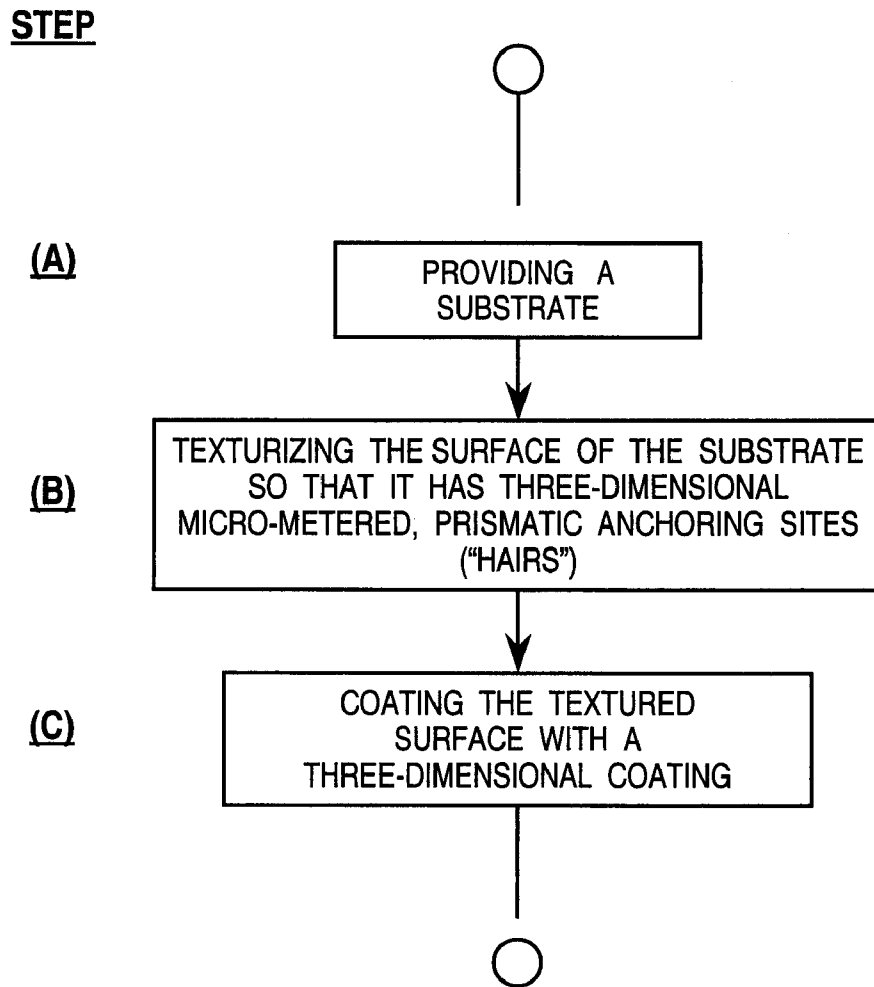 STEP
(A)
PROVIDING A
SUBSTRATE
(B)
TEXTURIZING THE SURFACE OF THE SUBSTRATE
SO THAT IT HAS THREE-DIMENSIONAL
MICRO-METERED, PRISMATIC ANCHORING SITES
(“HAIRS”)
(C)
COATING THE TEXTURED
SURFACE WITH A
THREE-DIMENSIONAL COATING